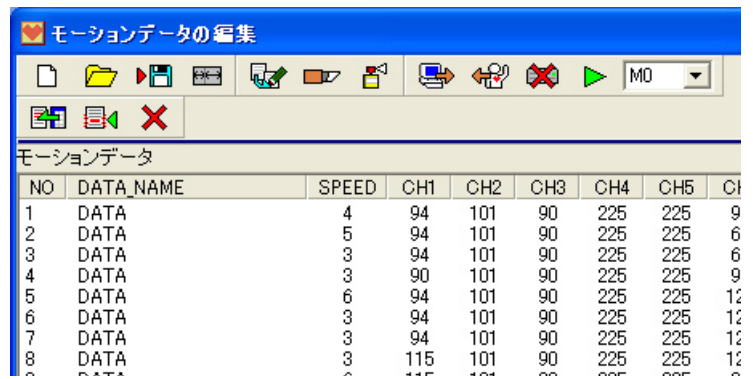 モーションデータの編集
M0
モーションデータ
NO DATA_NAME SPEED CH1 CH2 CH3 CH4 CH5
1 DATA 4 94 101 90 225 225
2 DATA 5 94 101 90 225 225
3 DATA 3 94 101 90 225 225
4 DATA 3 90 101 90 225 225
5 DATA 6 94 101 90 225 225
6 DATA 3 94 101 90 225 225
7 DATA 3 94 101 90 225 225
8 DATA 3 115 101 90 225 225